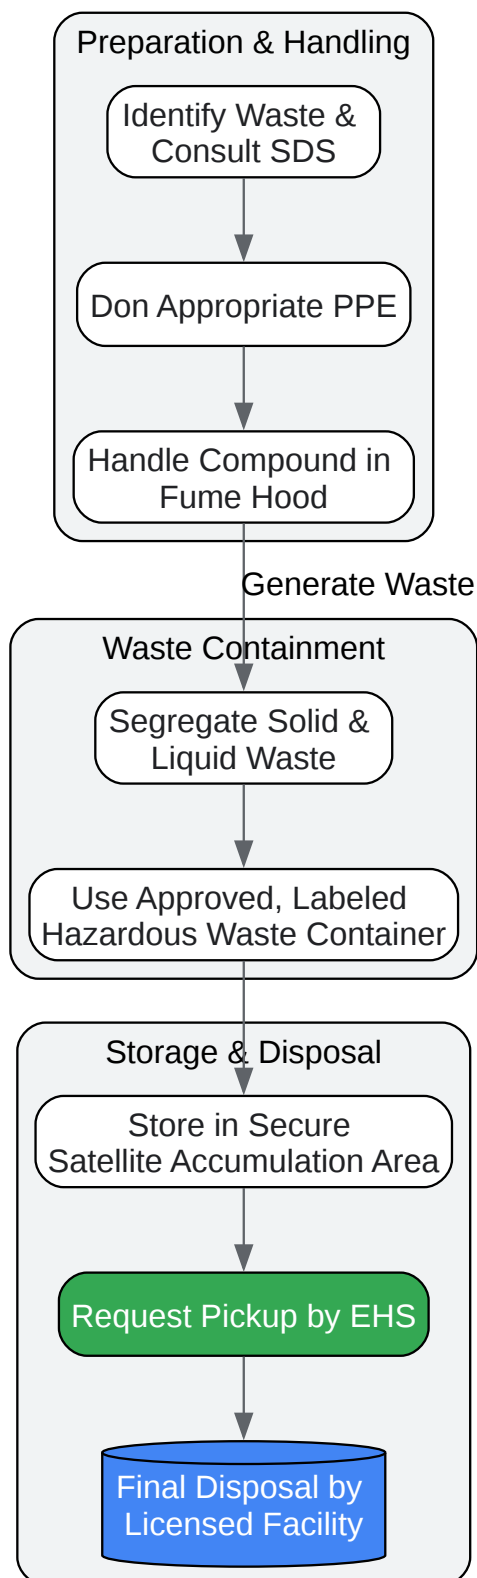 Preparation & Handling
Identify Waste &
Consult SDS
Don Appropriate PPE
Handle Compound in
Fume Hood
Generate Waste
Waste Containment
Segregate Solid &
Liquid Waste
Use Approved, Labeled
Hazardous Waste Container
Storage & Disposal
Store in Secure
Satellite Accumulation Area
Request Pickup by EHS
Final Disposal by
Licensed Facility